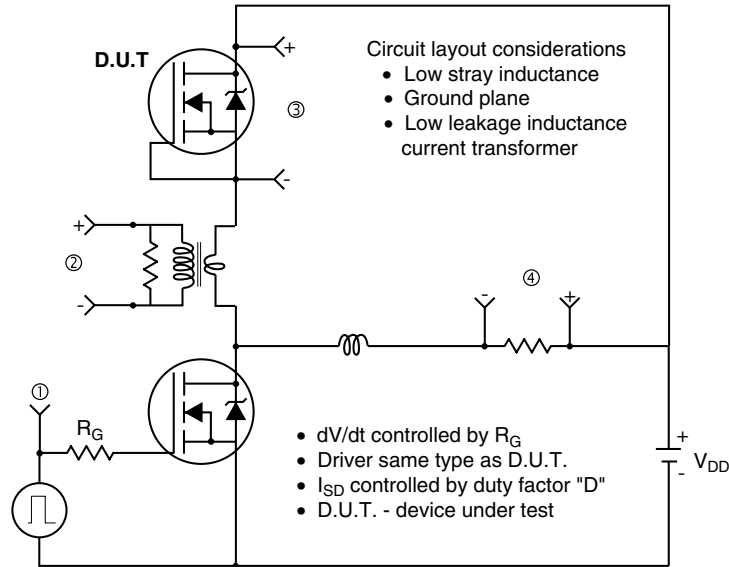 D.U.T
+
-
③
Circuit layout considerations
• Low stray inductance
• Ground plane
• Low leakage inductance
current transformer
+
②
-
④
-
+
①
R_G
• dV/dt controlled by R_G
• Driver same type as D.U.T.
• I_SD controlled by duty factor "D"
• D.U.T. - device under test
+
V_DD
-